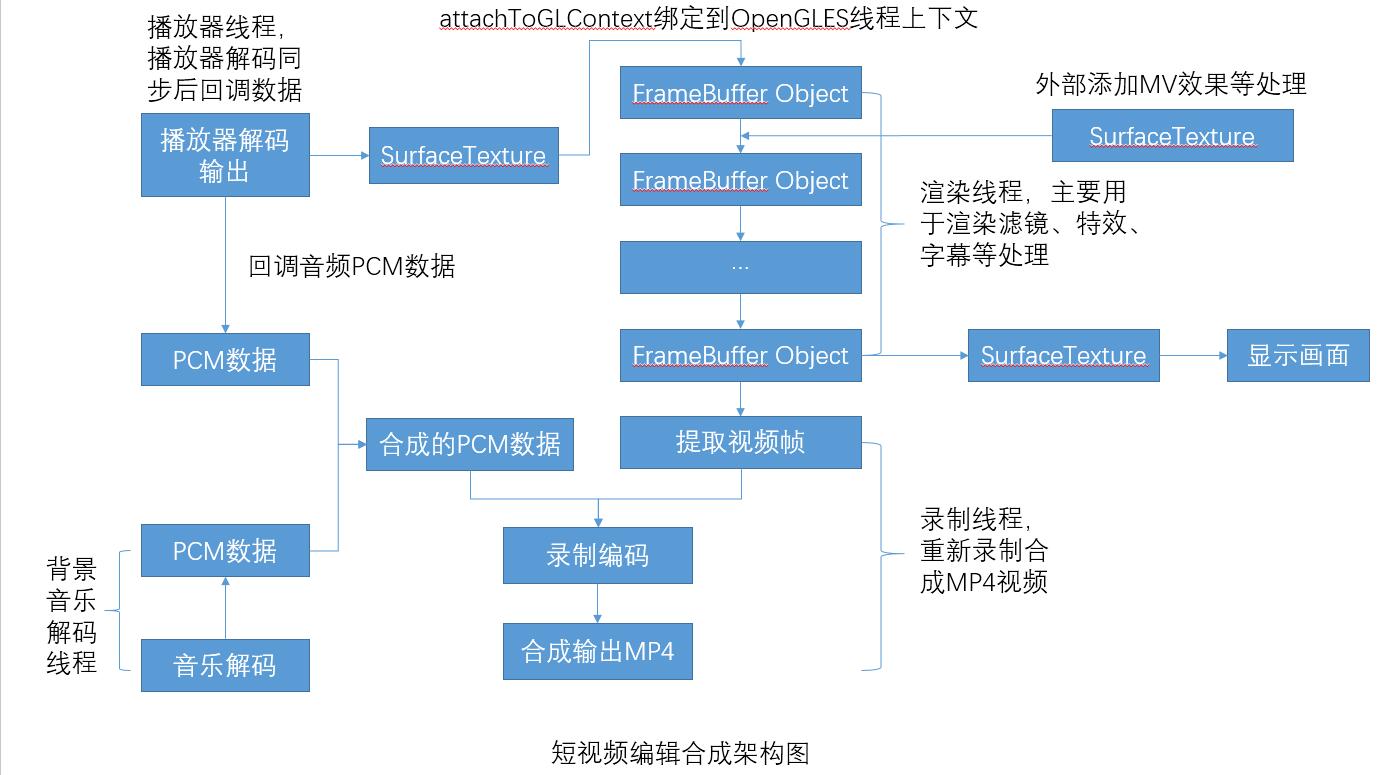 attachToGLContext绑定到OpenGLES线程上下文
播放器线程，
播放器解码同
步后回调数据
播放器解码
输出
SurfaceTexture
FrameBuffer Object
外部添加MV效果等处理
SurfaceTexture
FrameBuffer Object
渲染线程，主要用
于渲染滤镜、特效、
字幕等处理
...
回调音频PCM数据
PCM数据
FrameBuffer Object
SurfaceTexture
显示画面
合成的PCM数据
提取视频帧
录制线程，
重新录制合
成MP4视频
PCM数据
录制编码
背景
音乐
解码
线程
音乐解码
合成输出MP4
短视频编辑合成架构图